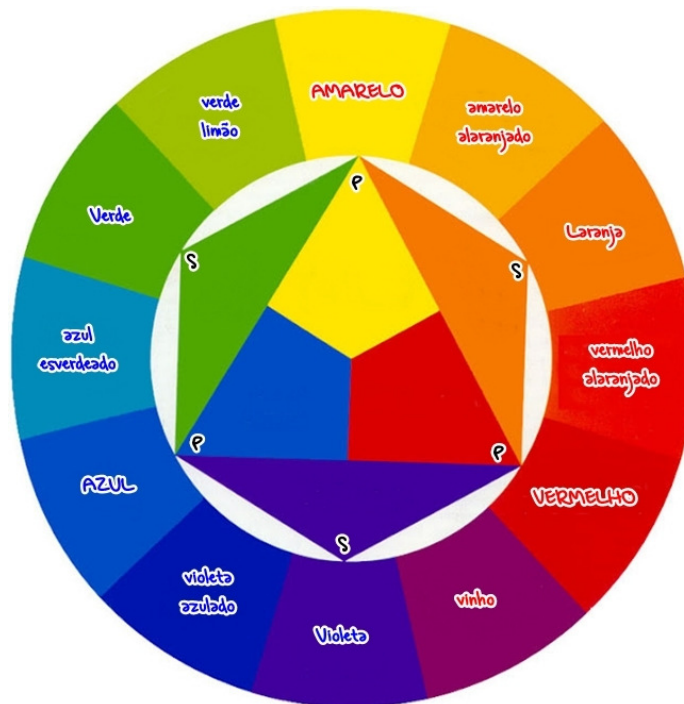 AMARELO
amarelo
alaranjado
Laranja
vermelho
alaranjado
VERMELHO
vinho
Violeta
violeta
azulado
AZUL
azul
esverdeado
Verde
verde
limão
P
S
P
S
P
S